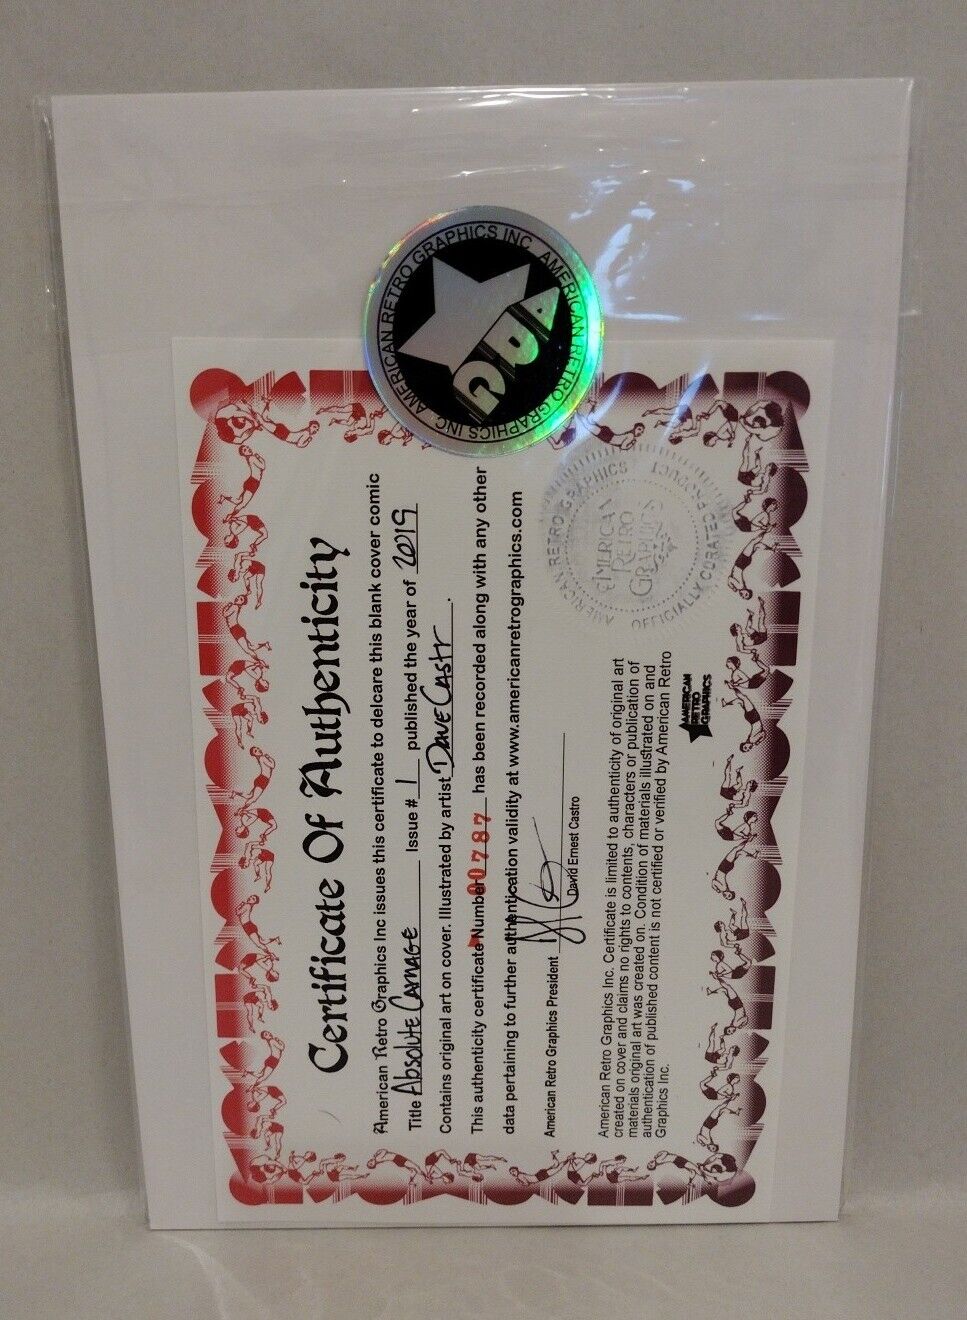 AMERICAN RETRO GRAPHICS INC. AMERICAN RETRO GRAPHICS INC.
Certificate Of Authenticity
American Retro Graphics Inc issues this certificate to delcare this blank cover comic
Title Absolute Carnage Issue # 1 published the year of 2019
Contains original art on cover. Illustrated by artist Dave Castr.
This authenticity certificate Number 00787 has been recorded along with any other
data pertaining to further authentication validity at www.americanretrographics.com
American Retro Graphics President
David Ernest Castro
American Retro Graphics Inc. Certificate is limited to authenticity of original art
created on cover and claims no rights to contents, characters or publication of
materials original art was created on. Condition of materials illustrated on and
authentication of published content is not certified or verified by American Retro
Graphics Inc.
AMERICAN
RETRO
GRAPHICS
AMERICAN RETRO GRAPHICS
OFFICIALLY CURATED PRODUCT
AMERICAN
RETRO
GRAPHICS